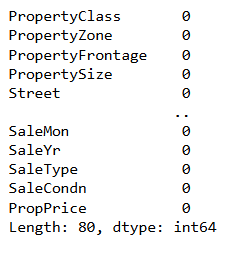 PropertyClass 0
PropertyZone 0
PropertyFrontage 0
PropertySize 0
Street 0
..
SaleMon 0
SaleYr 0
SaleType 0
SaleCondn 0
PropPrice 0
Length: 80, dtype: int64